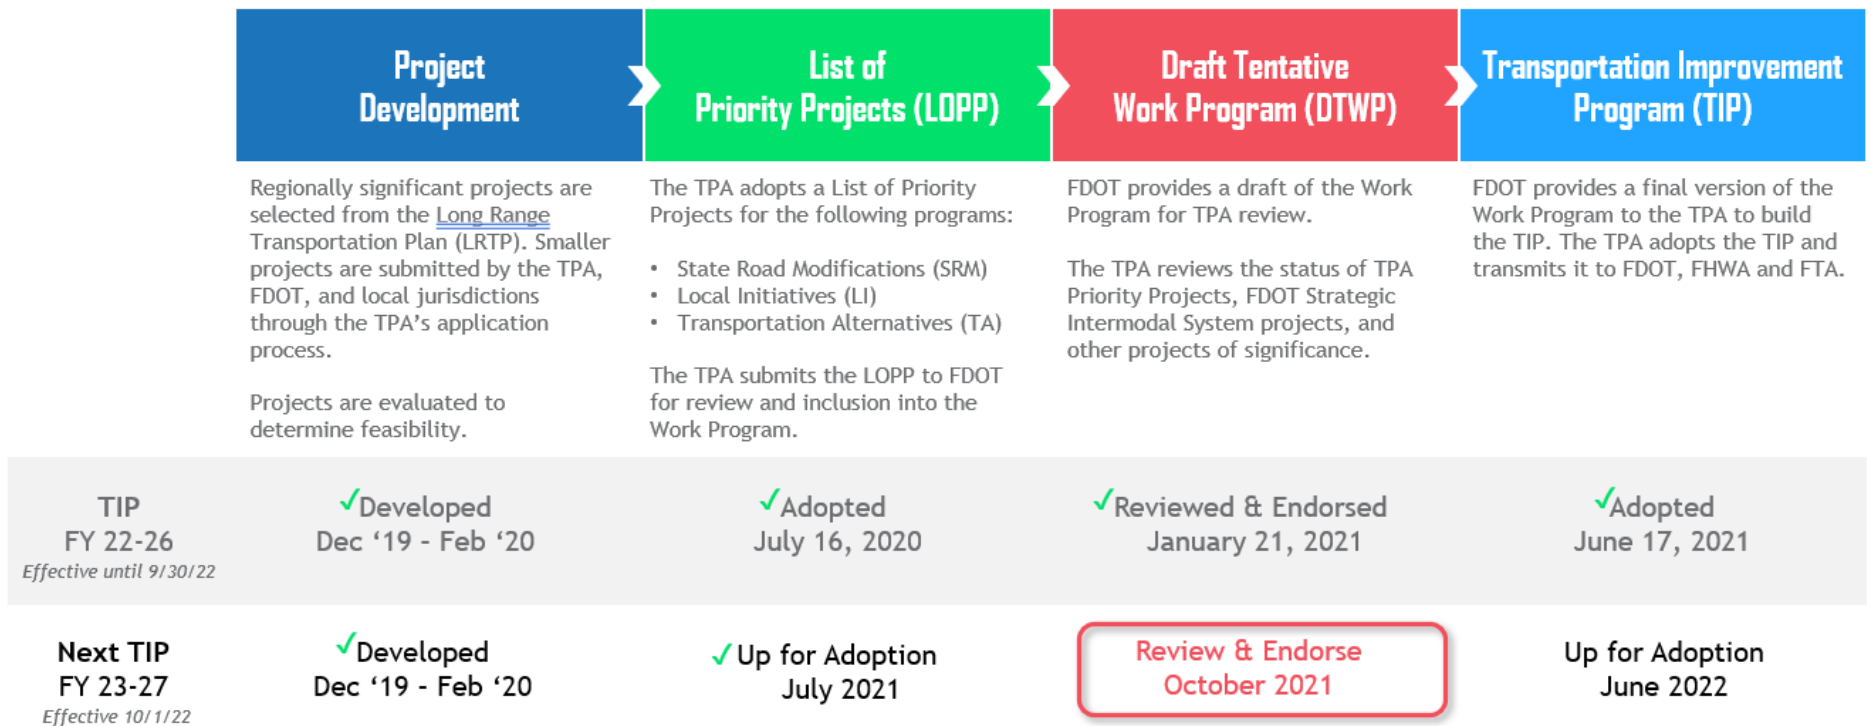 Project
Development
List of
Priority Projects (LOPP)
Draft Tentative
Work Program (DTWP)
Transportation Improvement
Program (TIP)
Regionally significant projects are
selected from the Long Range
Transportation Plan (LRTP). Smaller
projects are submitted by the TPA,
FDOT, and local jurisdictions
through the TPA’s application
process.
Projects are evaluated to
determine feasibility.
The TPA adopts a List of Priority
Projects for the following programs:
• State Road Modifications (SRM)
• Local Initiatives (LI)
• Transportation Alternatives (TA)
The TPA submits the LOPP to FDOT
for review and inclusion into the
Work Program.
FDOT provides a draft of the Work
Program for TPA review.
The TPA reviews the status of TPA
Priority Projects, FDOT Strategic
Intermodal System projects, and
other projects of significance.
FDOT provides a final version of the
Work Program to the TPA to build
the TIP. The TPA adopts the TIP and
transmits it to FDOT, FHWA and FTA.
TIP
FY 22-26
Effective until 9/30/22
✓Developed
Dec ‘19 - Feb ‘20
✓Adopted
July 16, 2020
✓Reviewed & Endorsed
January 21, 2021
✓Adopted
June 17, 2021
Next TIP
FY 23-27
Effective 10/1/22
✓Developed
Dec ‘19 - Feb ‘20
✓Up for Adoption
July 2021
Review & Endorse
October 2021
Up for Adoption
June 2022